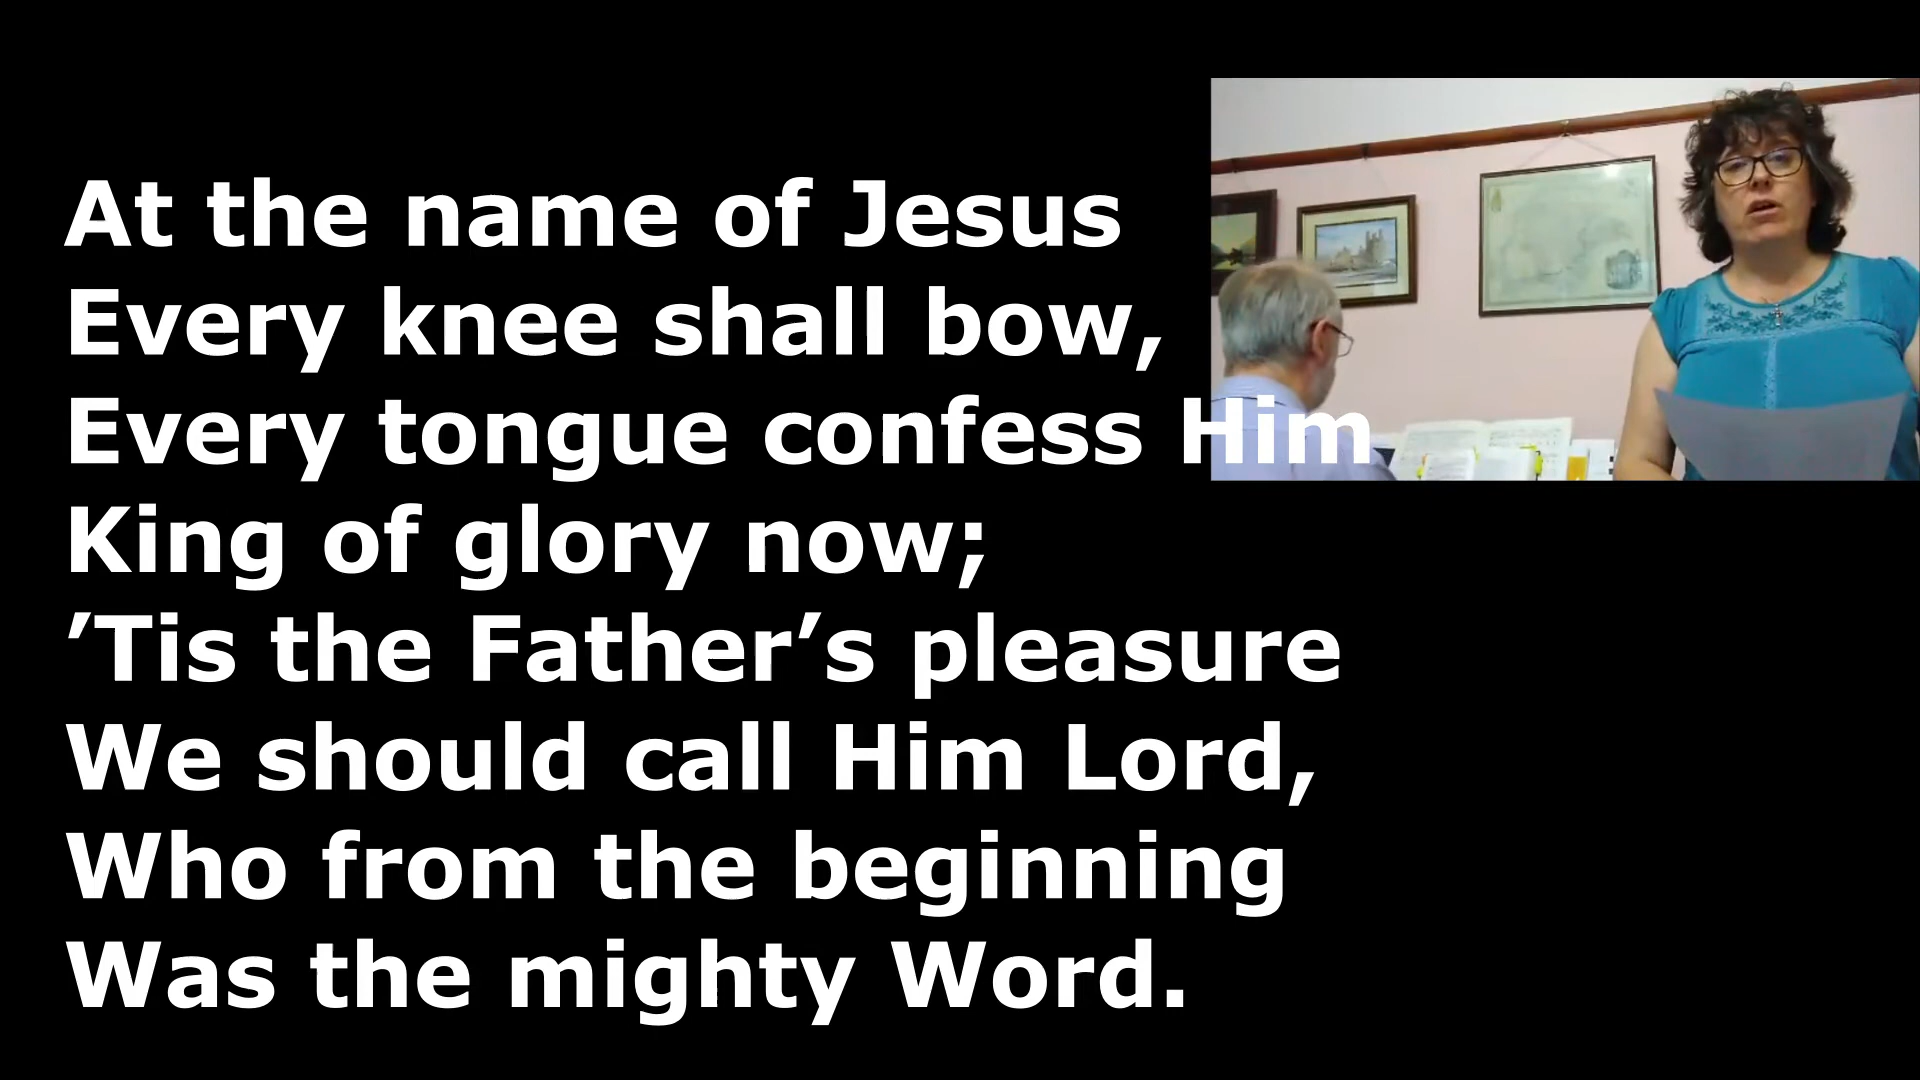 At the name of Jesus
Every knee shall bow,
Every tongue confess Him
King of glory now;
’Tis the Father’s pleasure
We should call Him Lord,
Who from the beginning
Was the mighty Word.